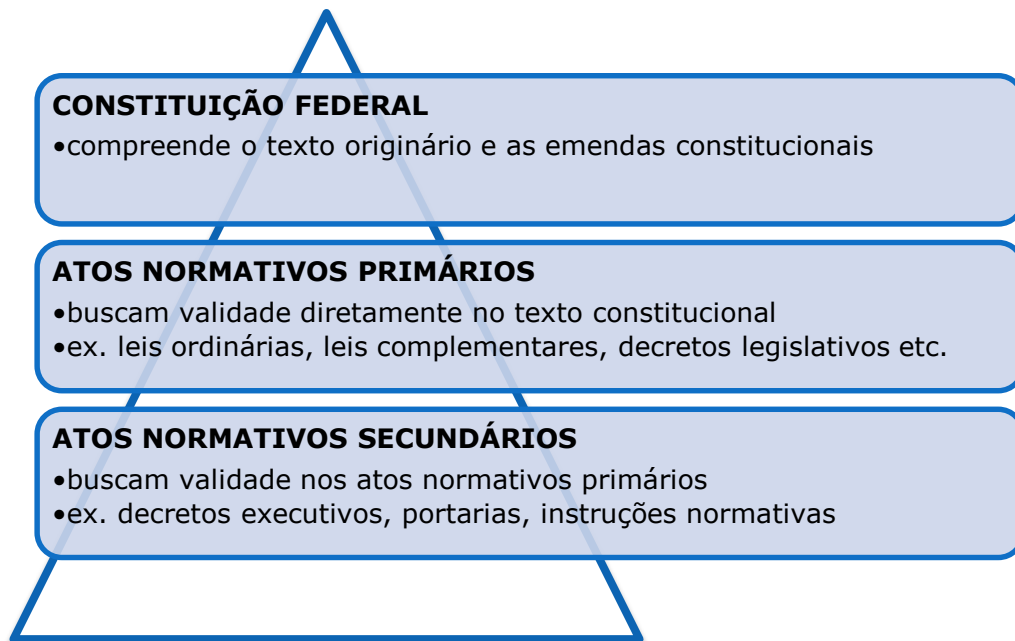 CONSTITUIÇÃO FEDERAL
•compreende o texto originário e as emendas constitucionais
ATOS NORMATIVOS PRIMÁRIOS
•buscam validade diretamente no texto constitucional
•ex. leis ordinárias, leis complementares, decretos legislativos etc.
ATOS NORMATIVOS SECUNDÁRIOS
•buscam validade nos atos normativos primários
•ex. decretos executivos, portarias, instruções normativas